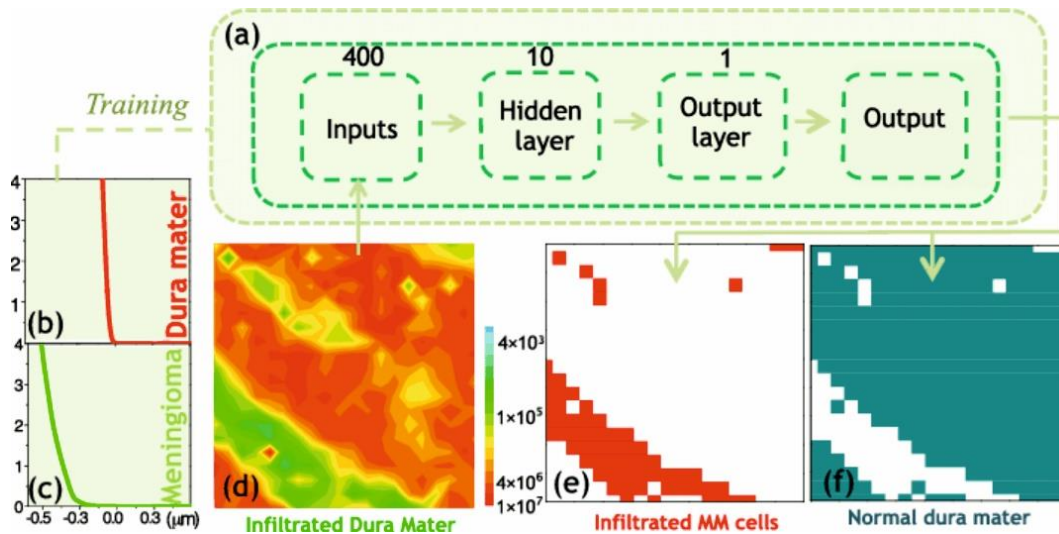 (a)
400
10
1
Training
Inputs
Hidden
layer
Output
layer
Output
4
3
2
1
(b)
Dura mater
4
3
2
1
0
(c)
Meningioma
-0.5
-0.3
0.0
0.3
(μm)
(d)
4×10³
1×10⁵
4×10⁶
1×10⁷
(e)
(f)
Infiltrated Dura Mater
Infiltrated MM cells
Normal dura mater